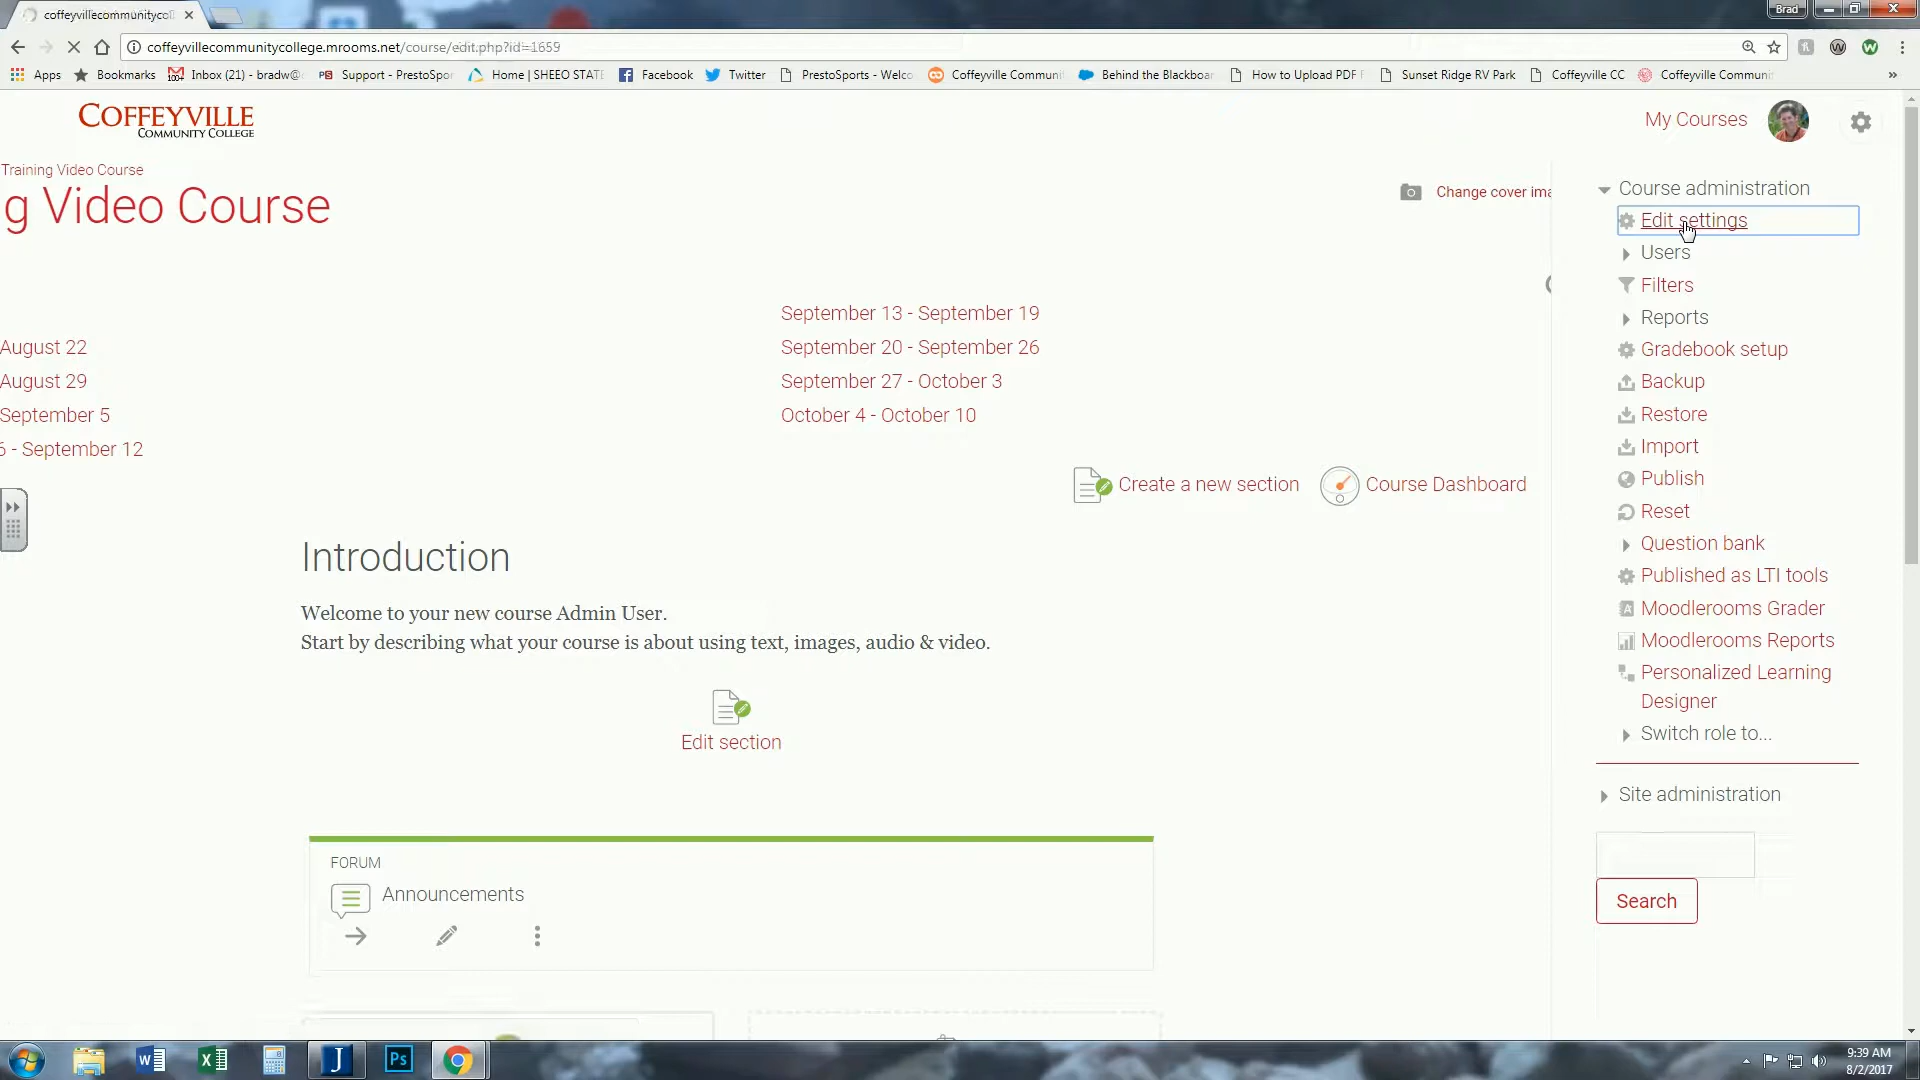 coffeyvillecommunitycoll
Brad
coffeyvillecommunitycollege.mrooms.net/course/edit.php?id=1659
Apps
Bookmarks
Inbox (21) - bradw@
Support - PrestoSpor
Home | SHEEO STATE
Facebook
Twitter
PrestoSports - Welco
Coffeyville Communi
Behind the Blackboar
How to Upload PDF
Sunset Ridge RV Park
Coffeyville CC
Coffeyville Communi
»
COFFEYVILLE
COMMUNITY COLLEGE
My Courses
Training Video Course
g Video Course
Change cover ima
Course administration
Edit settings
Users
Filters
Reports
Gradebook setup
Backup
Restore
Import
Publish
Reset
Question bank
Published as LTI tools
Moodlerooms Grader
Moodlerooms Reports
Personalized Learning
Designer
Switch role to...
Site administration
Search
August 22
August 29
September 5
6 - September 12
September 13 - September 19
September 20 - September 26
September 27 - October 3
October 4 - October 10
Create a new section
Course Dashboard
Introduction
Welcome to your new course Admin User.
Start by describing what your course is about using text, images, audio & video.
Edit section
FORUM
Announcements
9:39 AM
8/2/2017